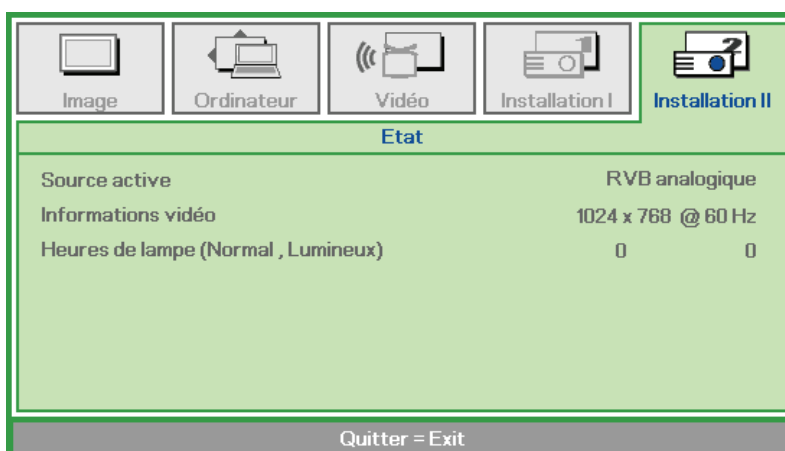 Image Ordinateur Vidéo Installation I Installation II
Etat
Source active RVB analogique
Informations vidéo 1024 x 768 @ 60 Hz
Heures de lampe (Normal , Lumineux) 0 0
Quitter = Exit